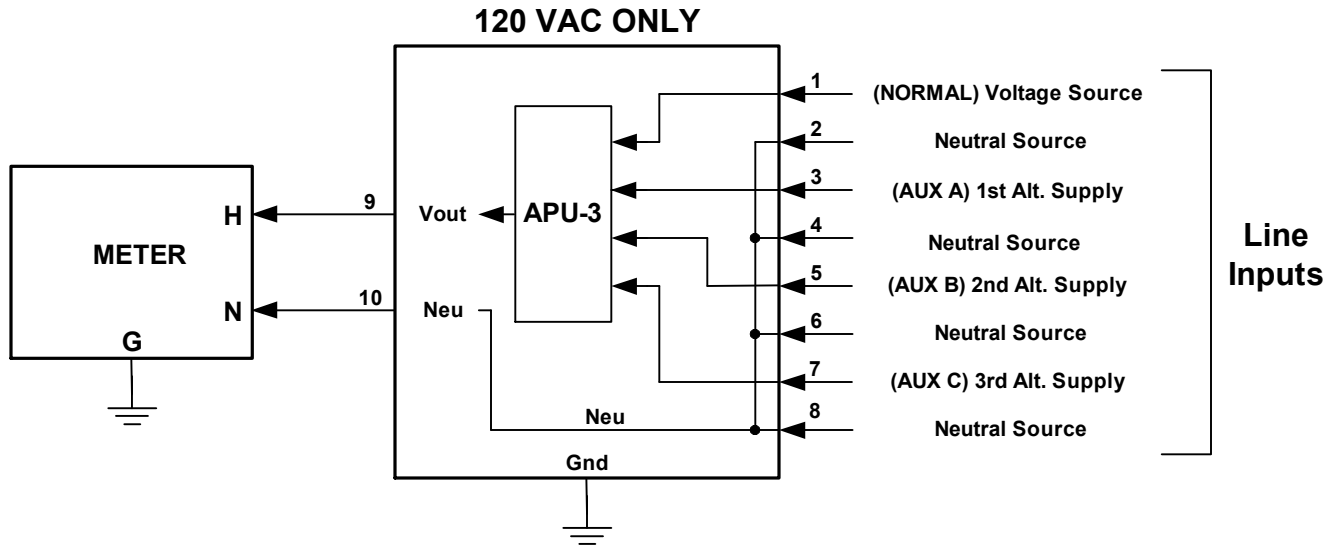 120 VAC ONLY
1
(NORMAL) Voltage Source
2
Neutral Source
3
(AUX A) 1st Alt. Supply
4
Neutral Source
5
(AUX B) 2nd Alt. Supply
6
Neutral Source
7
(AUX C) 3rd Alt. Supply
8
Neutral Source
Line
Inputs
APU-3
Vout
Neu
Neu
Gnd
9
10
METER
H
N
G